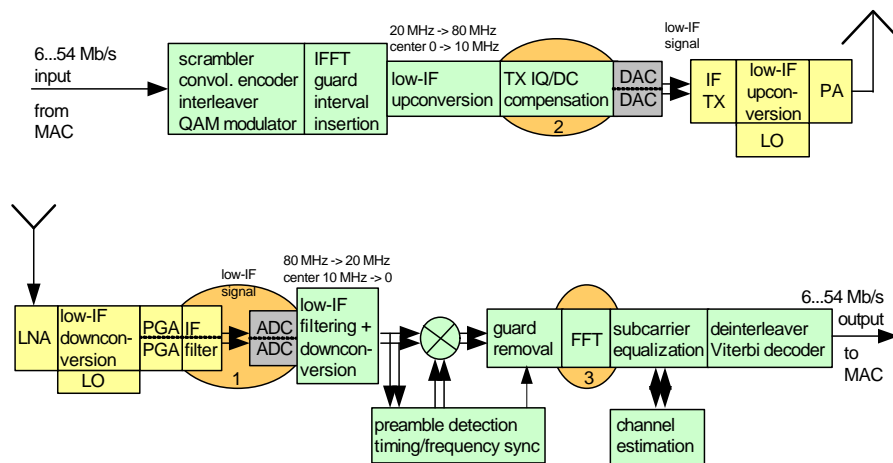 20 MHz -> 80 MHz
center 0 -> 10 MHz
low-IF
signal
6...54 Mb/s
input
from
MAC
scrambler
convol. encoder
interleaver
QAM modulator
IFFT
guard
interval
insertion
low-IF
upconversion
TX IQ/DC
compensation
2
DAC
DAC
IF
TX
low-IF
upcon-
version
LO
PA
80 MHz -> 20 MHz
center 10 MHz -> 0
low-IF
signal
LNA
low-IF
downcon-
version
LO
PGA
PGA
IF
filter
1
ADC
ADC
low-IF
filtering +
downcon-
version
guard
removal
FFT
3
subcarrier
equalization
deinterleaver
Viterbi decoder
6...54 Mb/s
output
to
MAC
preamble detection
timing/frequency sync
channel
estimation